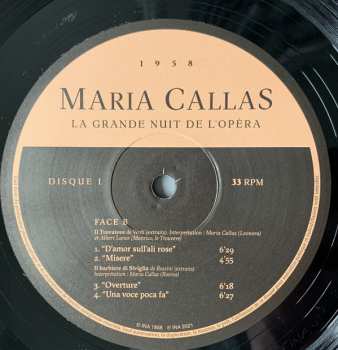 1958
MARIA CALLAS
LA GRANDE NUIT DE L'OPÉRA
DISQUE 1 33 RPM
FACE B
Il Trovatore de Verdi (extraits) Interprétation : Maria Callas (Leonora)
et Albert Lance (Manrico, le Trouvère)
1. "D'amor sull'ali rose" 6'29
2. "Misere" 4'55
Il barbiere di Siviglia de Rossini (extraits)
Interprétation : Maria Callas (Rosina)
3. "Overture" 6'18
4. "Una voce poco fa" 6'27
℗ INA 1958 © INA 2021